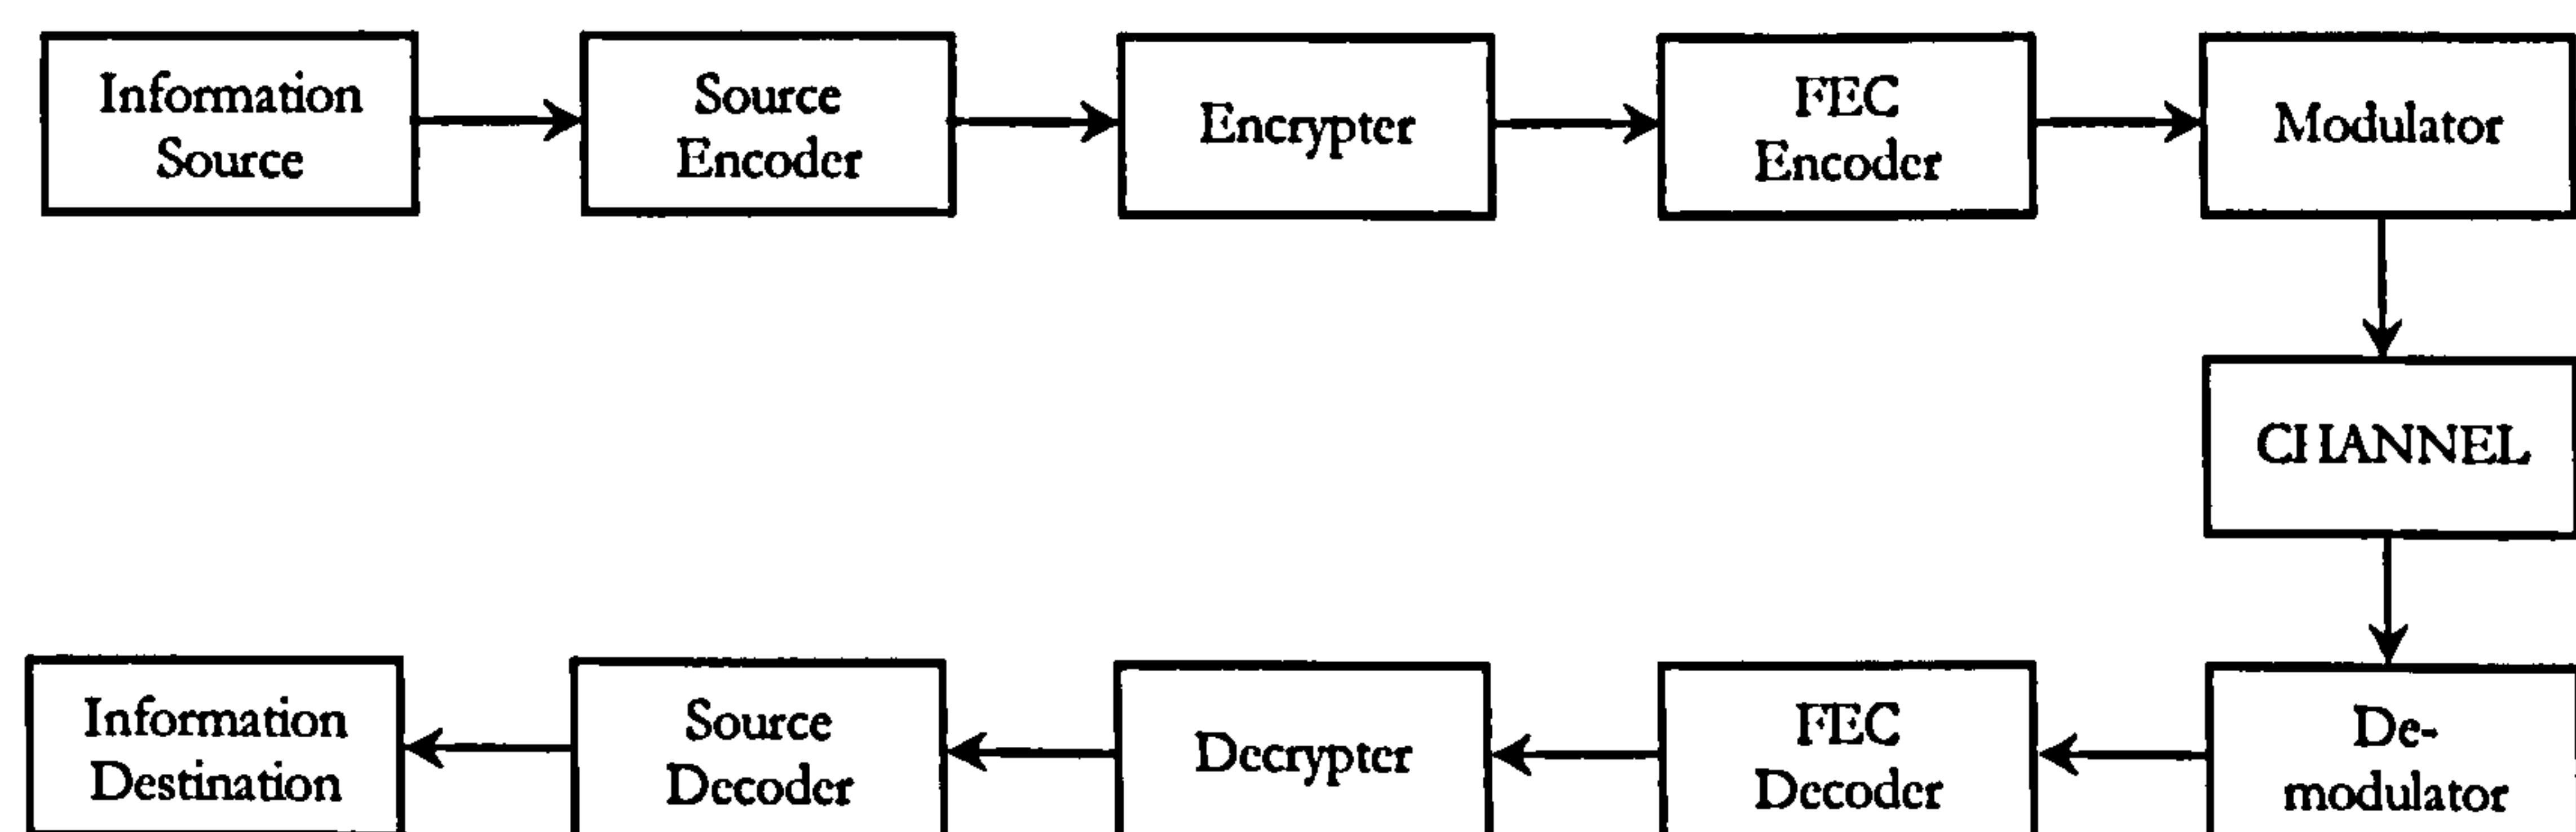 Information
Source
Source
Encoder
Encrypter
FEC
Encoder
Modulator
CHANNEL
Information
Destination
Source
Decoder
Decrypter
FEC
Decoder
De-
modulator